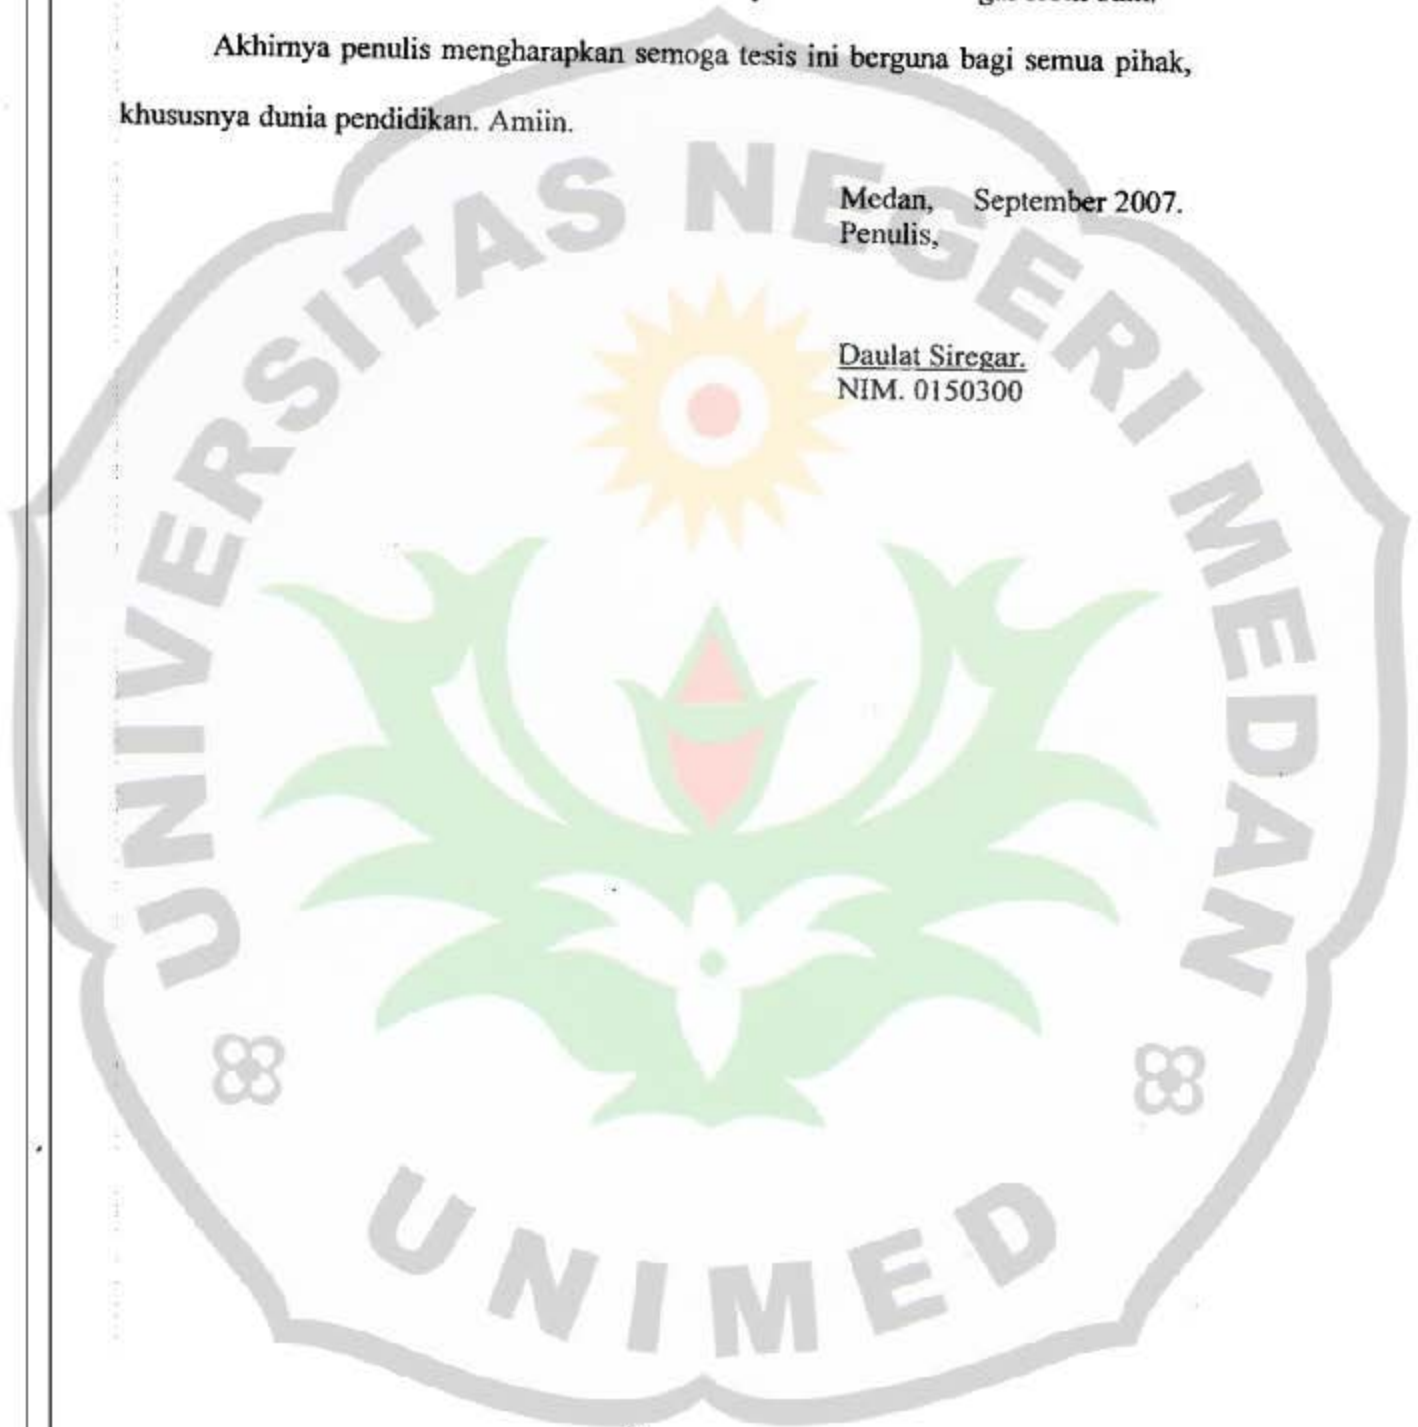 Akhirnya penulis mengharapkan semoga tesis ini berguna bagi semua pihak,
khususnya dunia pendidikan. Amiin.
Medan, September 2007.
Penulis,
Daulat Siregar.
NIM. 0150300
UNIVERSITAS NEGERI MEDAN
UNIMED